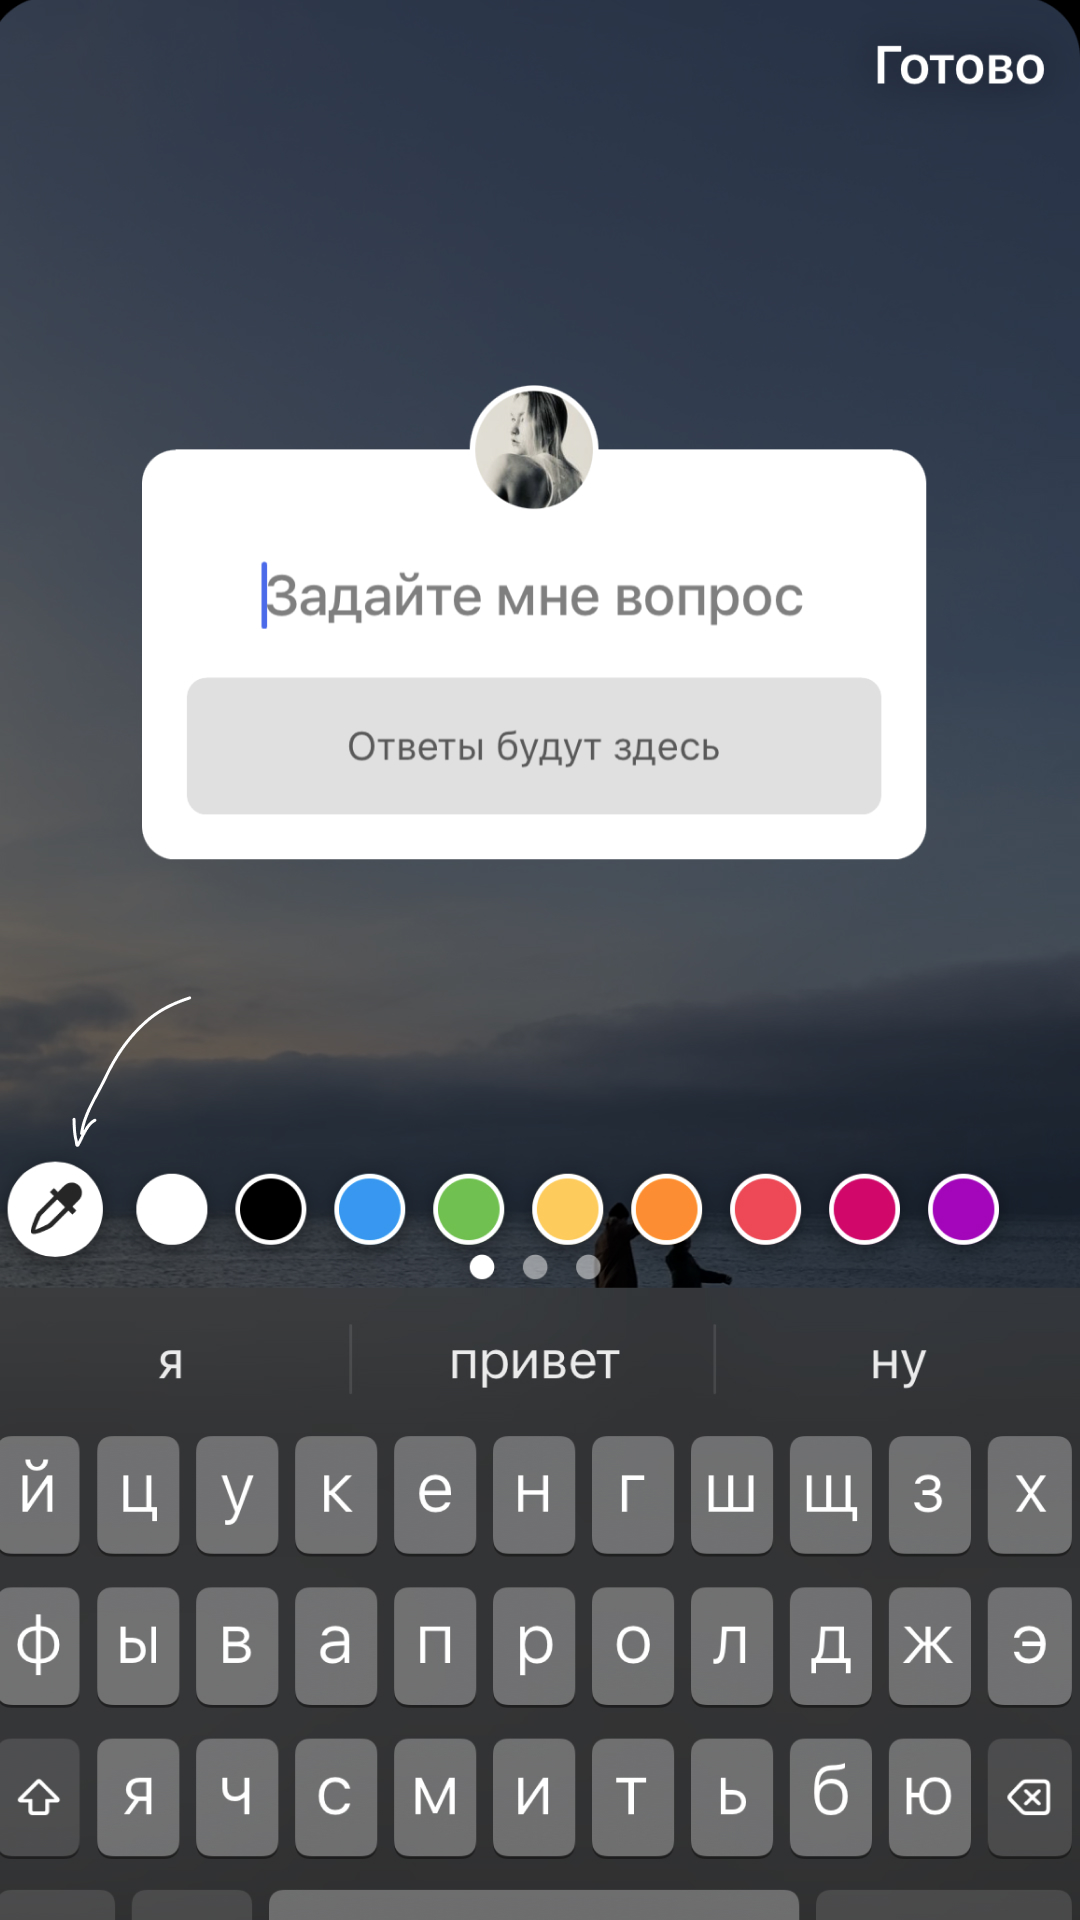 Готово
Задайте мне вопрос
Ответы будут здесь
я привет ну
й ц у к е н г ш щ з х
ф ы в а п р о л д ж э
я ч с м и т ь б ю